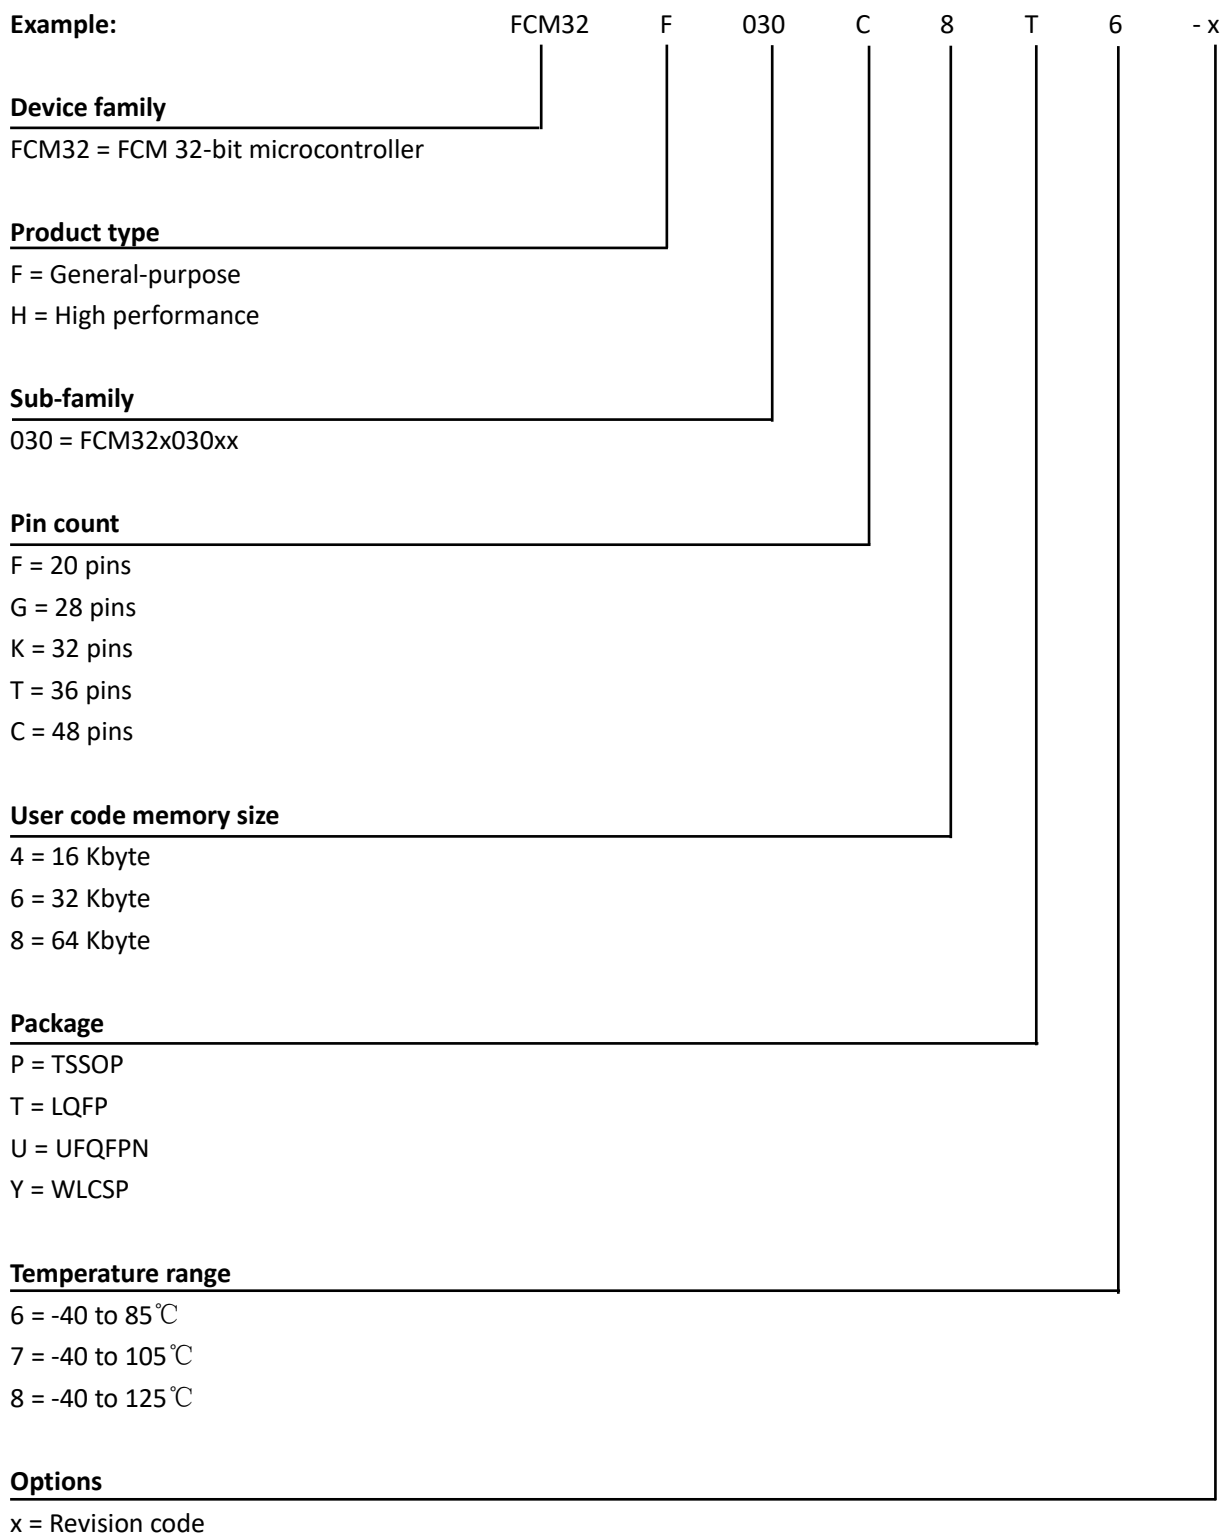 Example: FCM32 F 030 C 8 T 6 - x
Device family
FCM32 = FCM 32-bit microcontroller
Product type
F = General-purpose
H = High performance
Sub-family
030 = FCM32x030xx
Pin count
F = 20 pins
G = 28 pins
K = 32 pins
T = 36 pins
C = 48 pins
User code memory size
4 = 16 Kbyte
6 = 32 Kbyte
8 = 64 Kbyte
Package
P = TSSOP
T = LQFP
U = UFQFPN
Y = WLCSP
Temperature range
6 = -40 to 85℃
7 = -40 to 105℃
8 = -40 to 125℃
Options
x = Revision code